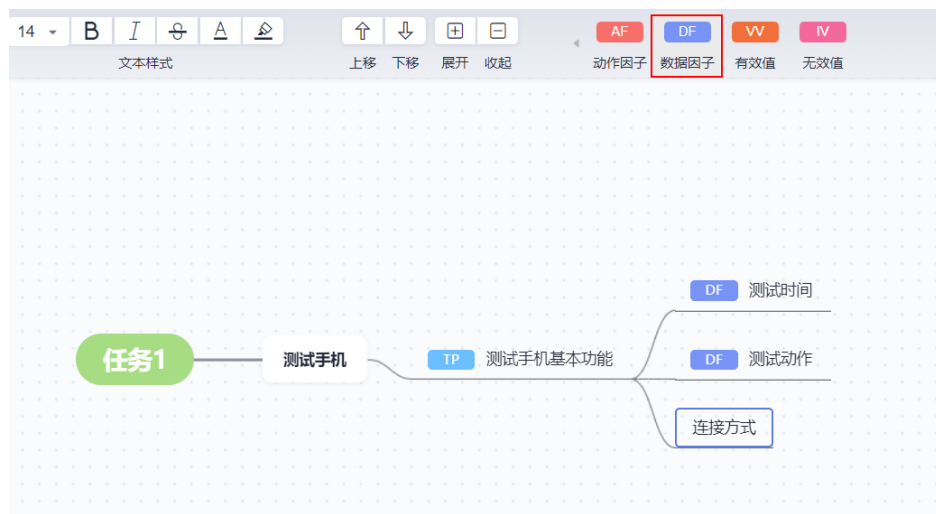 14 B I S A
AF DF VV IV
文本样式 上移 下移 展开 收起 动作因子 数据因子 有效值 无效值
DF 测试时间
任务1 测试手机 TP 测试手机基本功能 DF 测试动作
连接方式